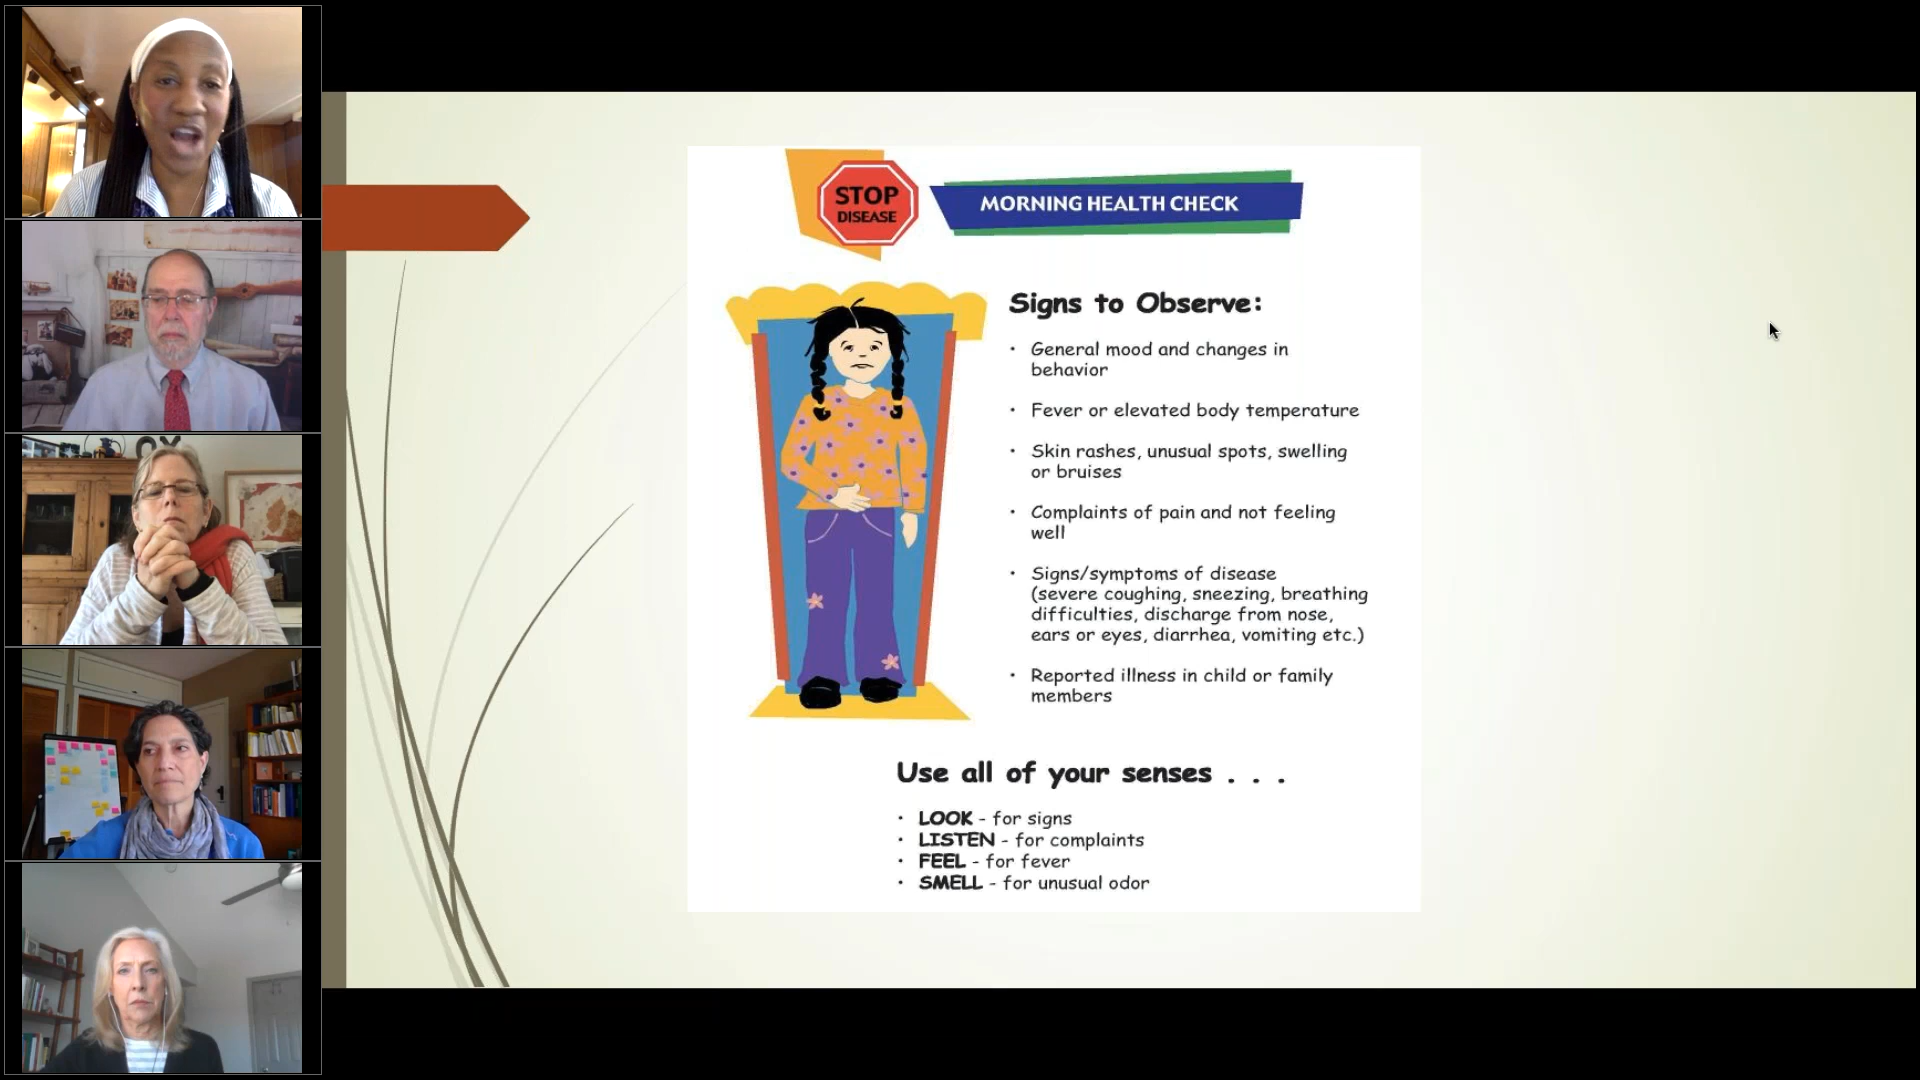 STOP
DISEASE
MORNING HEALTH CHECK
Signs to Observe:
• General mood and changes in
behavior
• Fever or elevated body temperature
• Skin rashes, unusual spots, swelling
or bruises
• Complaints of pain and not feeling
well
• Signs/symptoms of disease
(severe coughing, sneezing, breathing
difficulties, discharge from nose,
ears or eyes, diarrhea, vomiting etc.)
• Reported illness in child or family
members
Use all of your senses . . .
• LOOK - for signs
• LISTEN - for complaints
• FEEL - for fever
• SMELL - for unusual odor